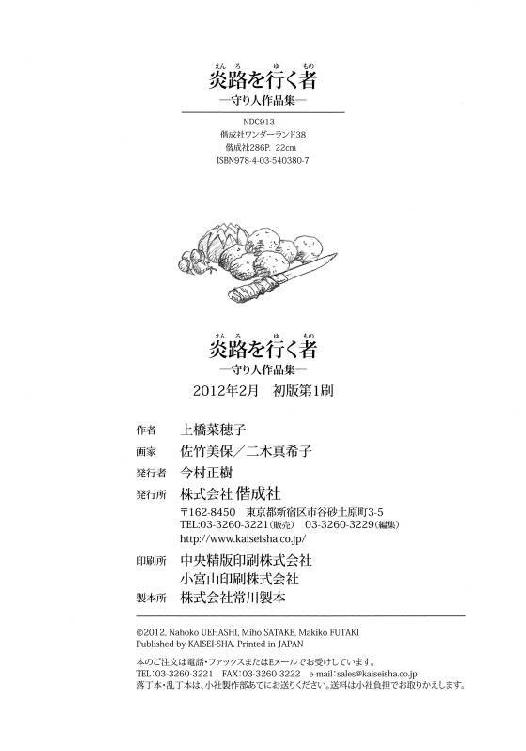 えん ろ ゆ もの
炎路を行く者
―守り人作品集―
NDC913
偕成社ワンダーランド38
偕成社286P. 22cm
ISBN978-4-03-540380-7
えん ろ ゆ もの
炎路を行く者
―守り人作品集―
2012年2月 初版第1刷
作者 上橋菜穂子
画家 佐竹美保／二木真希子
発行者 今村正樹
発行所 株式会社 偕成社
〒162-8450 東京都新宿区市谷砂土原町3-5
TEL:03-3260-3221(販売) 03-3260-3229(編集)
http://www.kaiseisha.co.jp/
印刷所 中央精版印刷株式会社
小宮山印刷株式会社
製本所 株式会社常川製本
©2012, Nahoko UEHASHI, Miho SATAKE, Makiko FUTAKI
Published by KAISEI-SHA. Printed in JAPAN
本のご注文は電話・ファックスまたはEメールでお受けしています。
TEL:03-3260-3221 FAX:03-3260-3222 e-mail:sales@kaiseisha.co.jp
落丁本・乱丁本は、小社製作部あてにお送りください。送料は小社負担でお取りかえします。